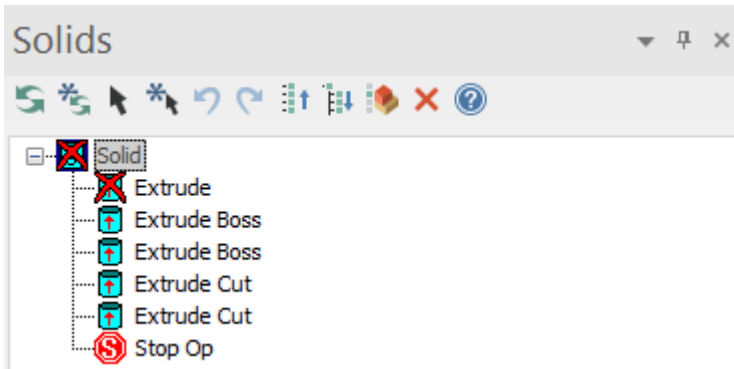 Solids
Solid
Extrude
Extrude Boss
Extrude Boss
Extrude Cut
Extrude Cut
Stop Op